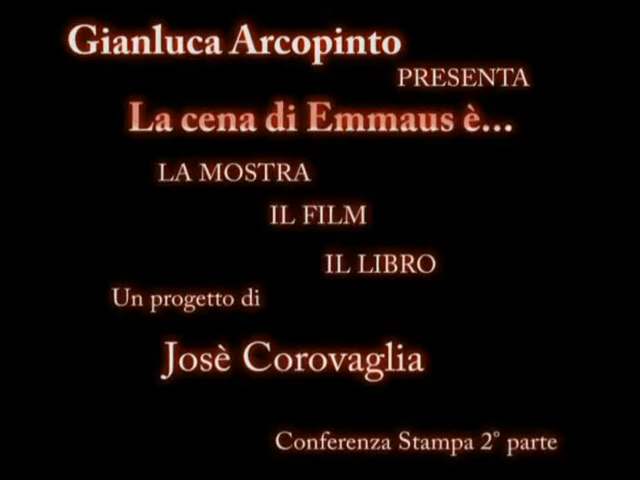 Gianluca Arcopinto
PRESENTA
La cena di Emmaus è...
LA MOSTRA
IL FILM
IL LIBRO
Un progetto di
Josè Corovaglia
Conferenza Stampa 2° parte